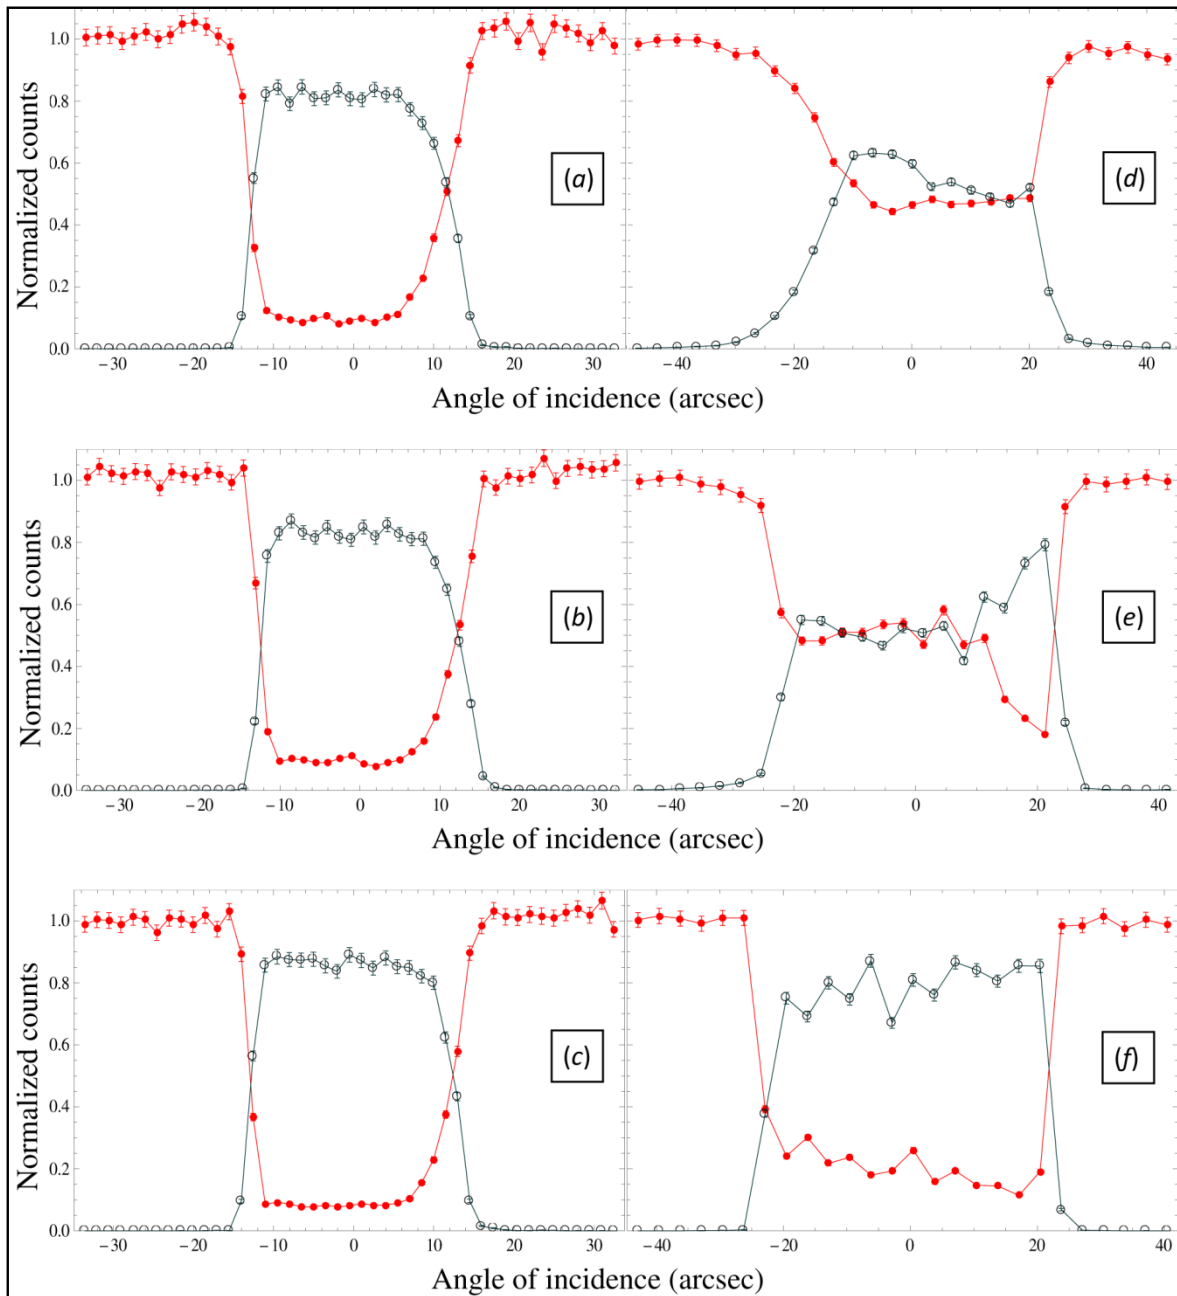 Normalized counts
1.0
0.8
0.6
0.4
0.2
0.0
(a)
−30 −20 −10 0 10 20 30
Angle of incidence (arcsec)
(d)
−40 −20 0 20 40
Normalized counts
1.0
0.8
0.6
0.4
0.2
0.0
(b)
−30 −20 −10 0 10 20 30
Angle of incidence (arcsec)
(e)
−40 −20 0 20 40
Normalized counts
1.0
0.8
0.6
0.4
0.2
0.0
(c)
−30 −20 −10 0 10 20 30
Angle of incidence (arcsec)
(f)
−40 −20 0 20 40